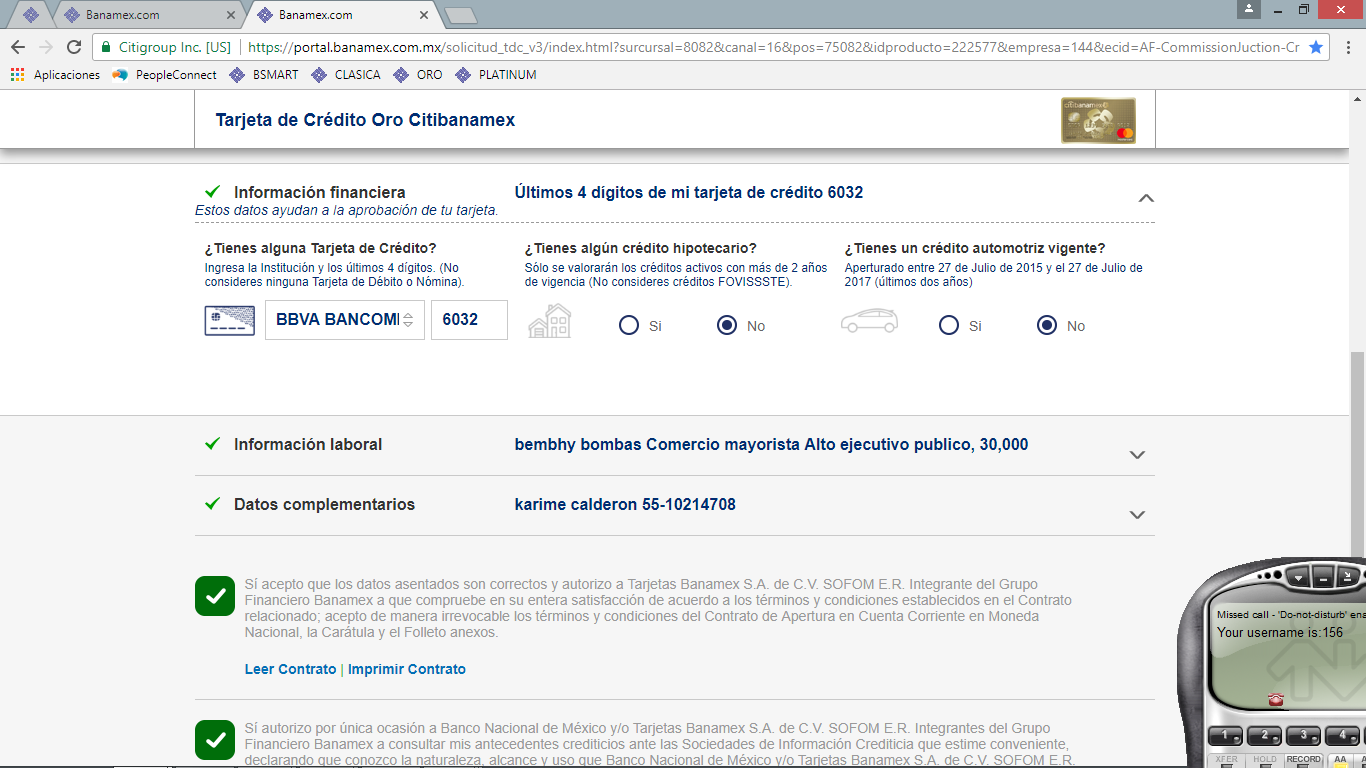 Banamex.com
Banamex.com
Citigroup Inc. [US]
https://portal.banamex.com.mx/solicitud_tdc_v3/index.html?sursursal=8082&canal=16&pos=75082&idproducto=222577&empresa=144&ecid=AF-CommissionJuction-Cr
Aplicaciones PeopleConnect BSMART CLASICA ORO PLATINUM
Tarjeta de Crédito Oro Citibanamex
citibanamex
Información financiera
Últimos 4 dígitos de mi tarjeta de crédito 6032
Estos datos ayudan a la aprobación de tu tarjeta.
¿Tienes alguna Tarjeta de Crédito?
Ingresa la Institución y los últimos 4 dígitos. (No
consideres ninguna Tarjeta de Débito o Nómina).
BBVA BANCOMI
6032
¿Tienes algún crédito hipotecario?
Sólo se valorarán los créditos activos con más de 2 años
de vigencia (No consideres créditos FOVISSSTE).
Si
No
¿Tienes un crédito automotriz vigente?
Aperturado entre 27 de Julio de 2015 y el 27 de Julio de
2017 (últimos dos años)
Si
No
Información laboral
bembhy bombas Comercio mayorista Alto ejecutivo publico, 30,000
Datos complementarios
karime calderon 55-10214708
Sí acepto que los datos asentados son correctos y autorizo a Tarjetas Banamex S.A. de C.V. SOFOM E.R. Integrante del Grupo
Financiero Banamex a que compruebe en su entera satisfacción de acuerdo a los términos y condiciones establecidos en el Contrato
relacionado; acepto de manera irrevocable los términos y condiciones del Contrato de Apertura en Cuenta Corriente en Moneda
Nacional, la Carátula y el Folleto anexos.
Leer Contrato | Imprimir Contrato
Sí autorizo por única ocasión a Banco Nacional de México y/o Tarjetas Banamex S.A. de C.V. SOFOM E.R. Integrantes del Grupo
Financiero Banamex a consultar mis antecedentes crediticios ante las Sociedades de Información Crediticia que estime conveniente,
declarando que conozco la naturaleza, alcance y uso que Banco Nacional de México y/o Tarjetas Banamex S.A. de C.V. SOFOM E.R.
Missed call - 'Do-not-disturb' ena
Your username is:156
1 2 3 4
XFER HOLD RECORD AA